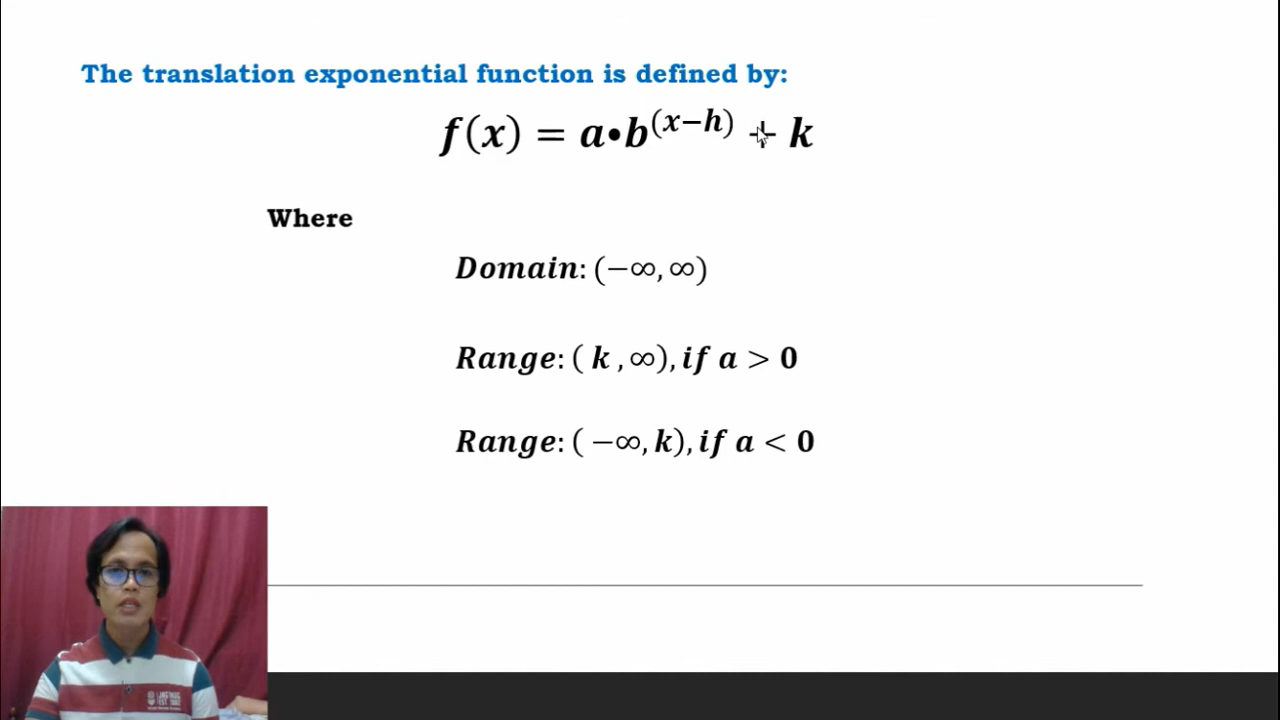 The translation exponential function is defined by:
f(x) = a•b^(x−h) + k
Where
Domain: (−∞, ∞)
Range: ( k , ∞), if a > 0
Range: ( −∞, k), if a < 0